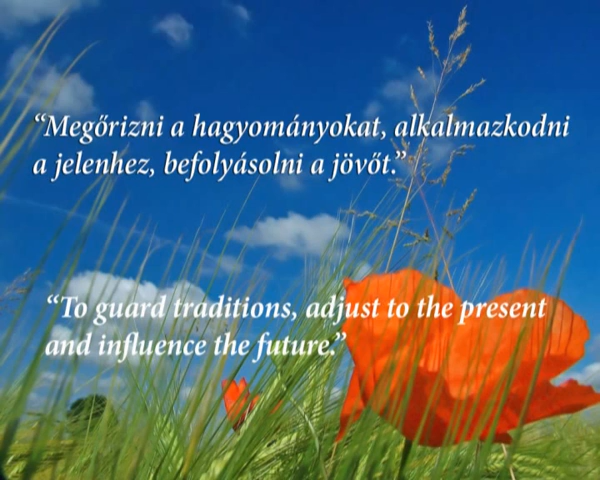 “Megőrizni a hagyományokat, alkalmazkodni
a jelenhez, befolyásolni a jövőt.”
“To guard traditions, adjust to the present
and influence the future.”